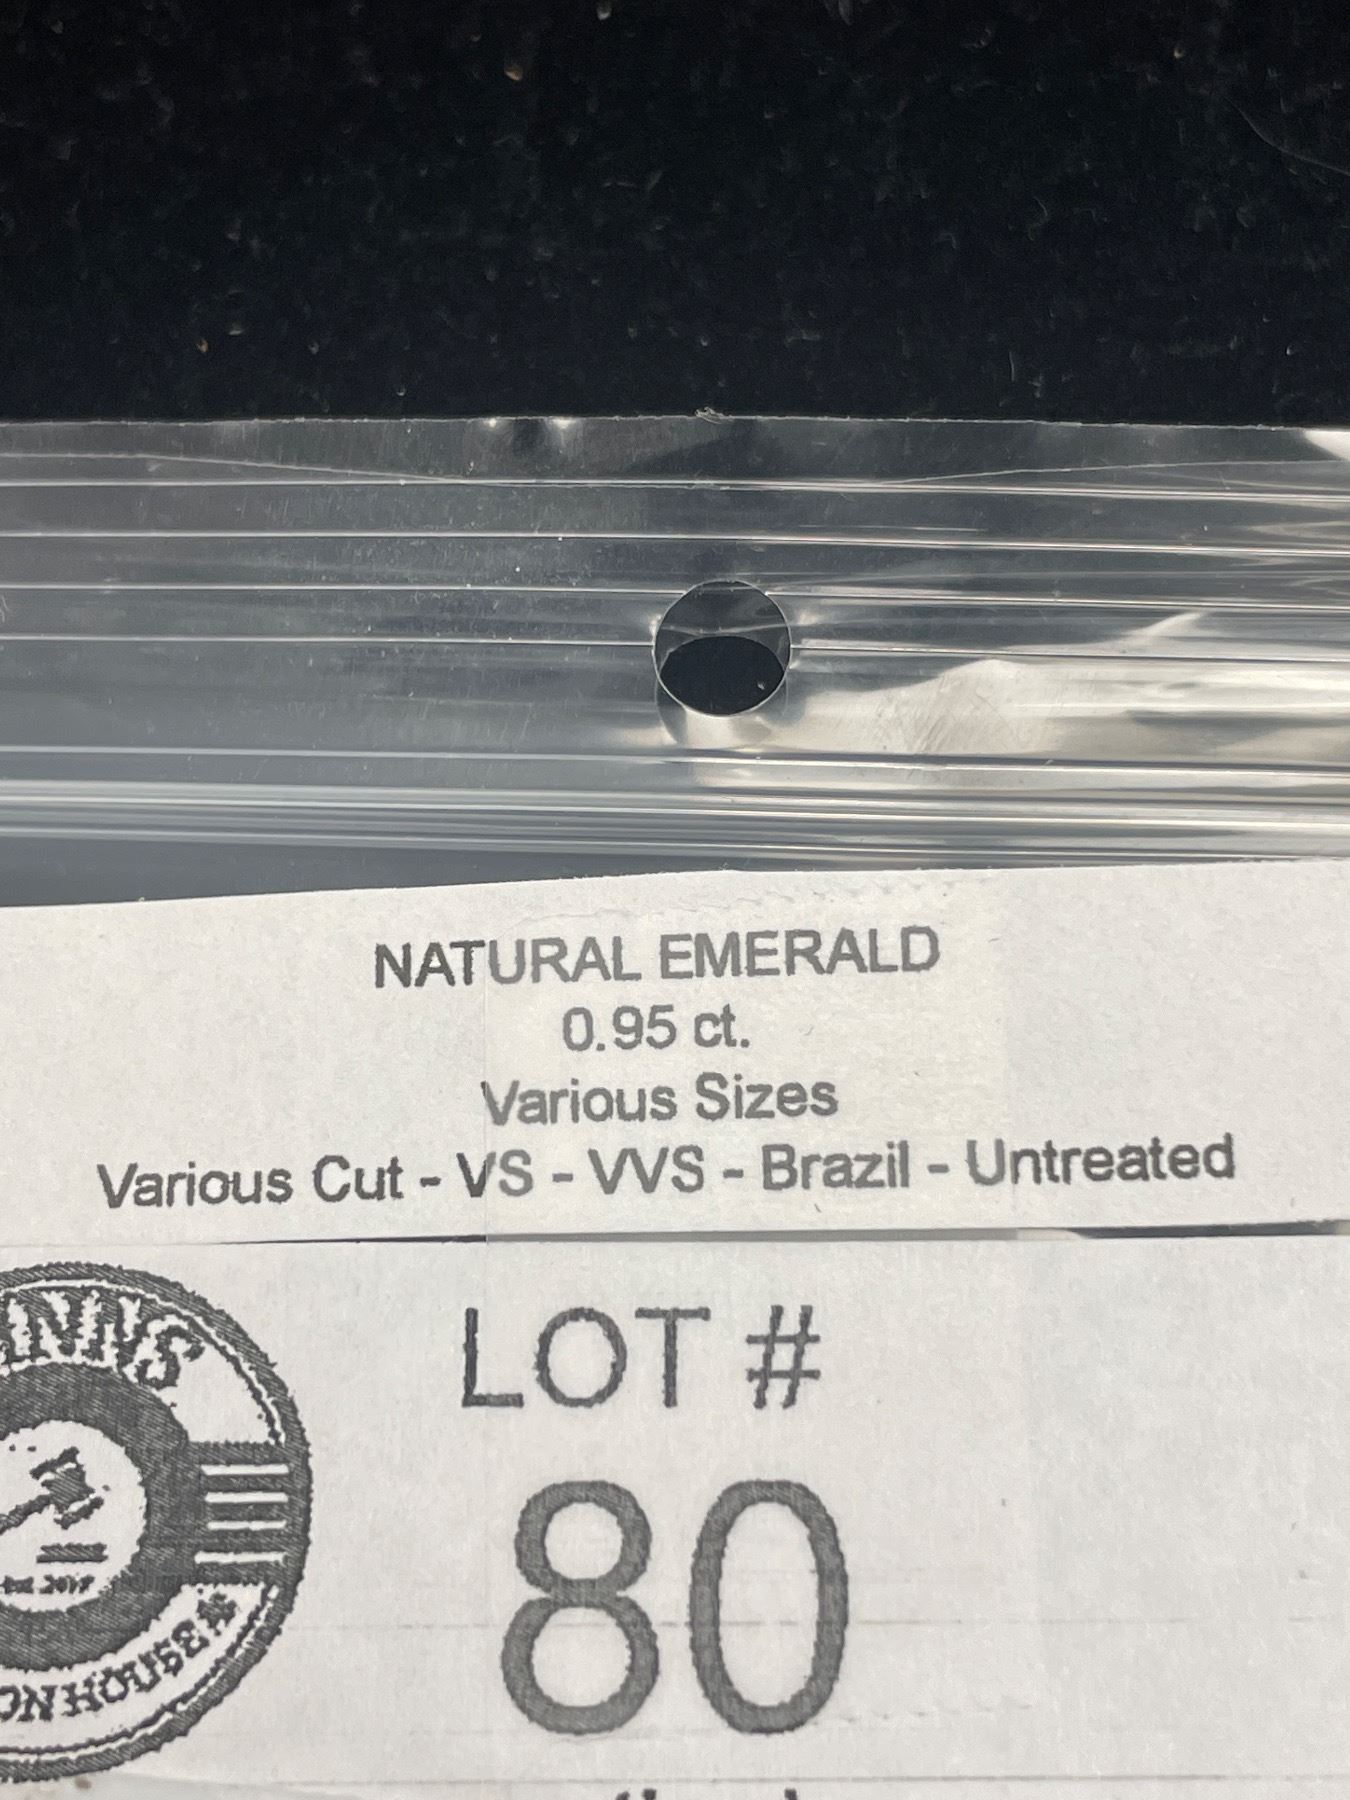 NATURAL EMERALD
0.95 ct.
Various Sizes
Various Cut - VS - VVS - Brazil - Untreated
LOT #
80